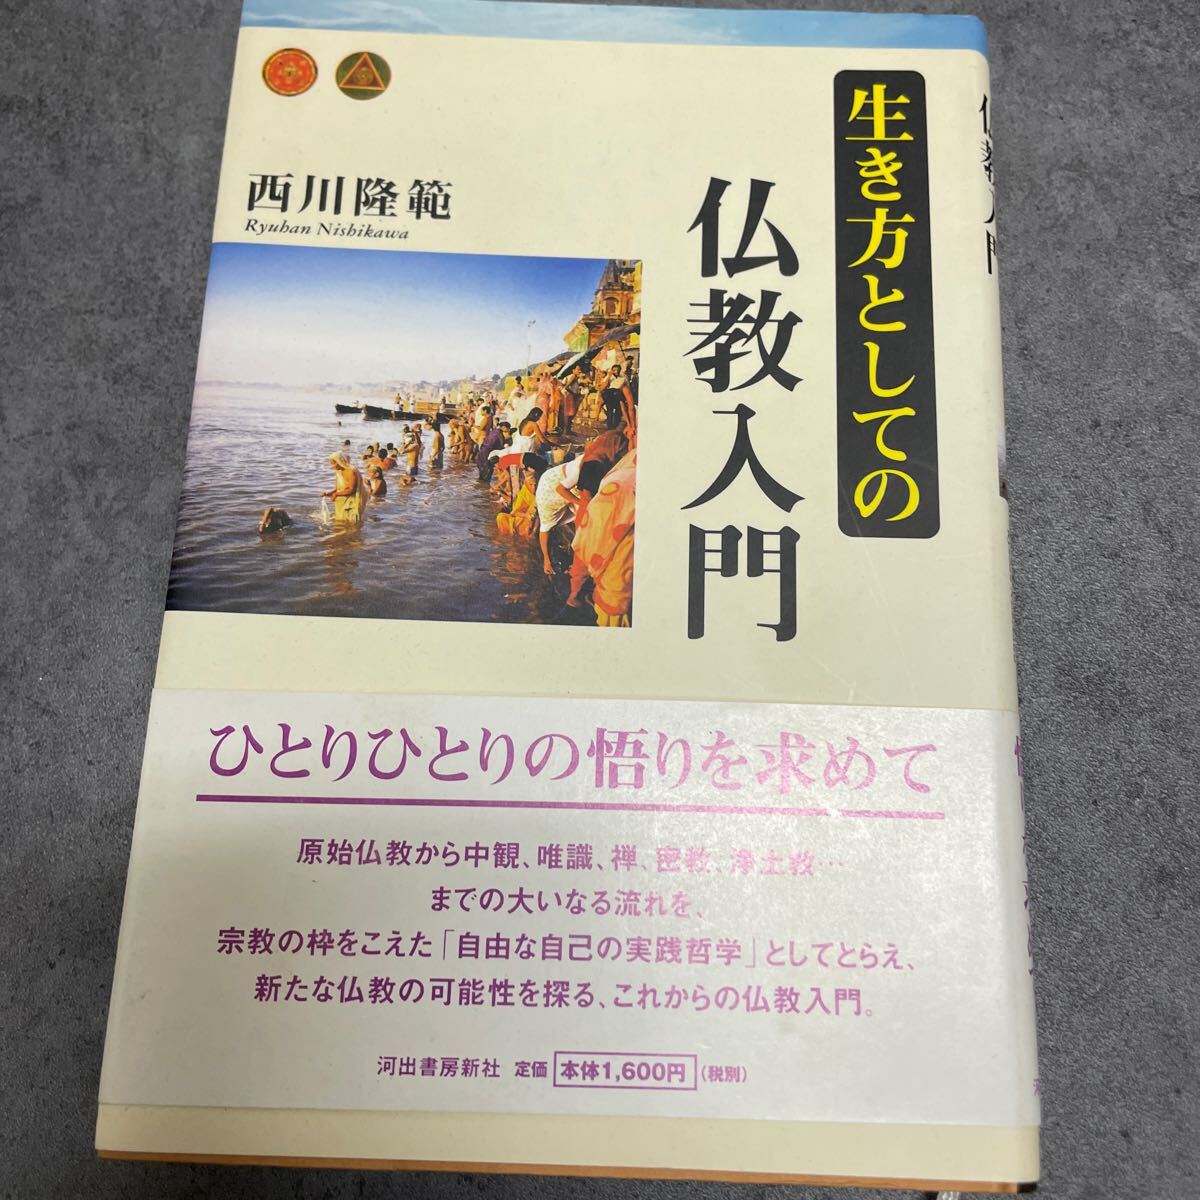 生き方としての
仏教入門
西川隆範
Ryuhan Nishikawa
仏教入門
ひとりひとりの悟りを求めて
原始仏教から中観、唯識、禅、密教、浄土教…
までの大いなる流れを、
宗教の枠をこえた「自由な自己の実践哲学」としてとらえ、
新たな仏教の可能性を探る、これからの仏教入門。
河出書房新社 定価 本体1,600円 (税別)